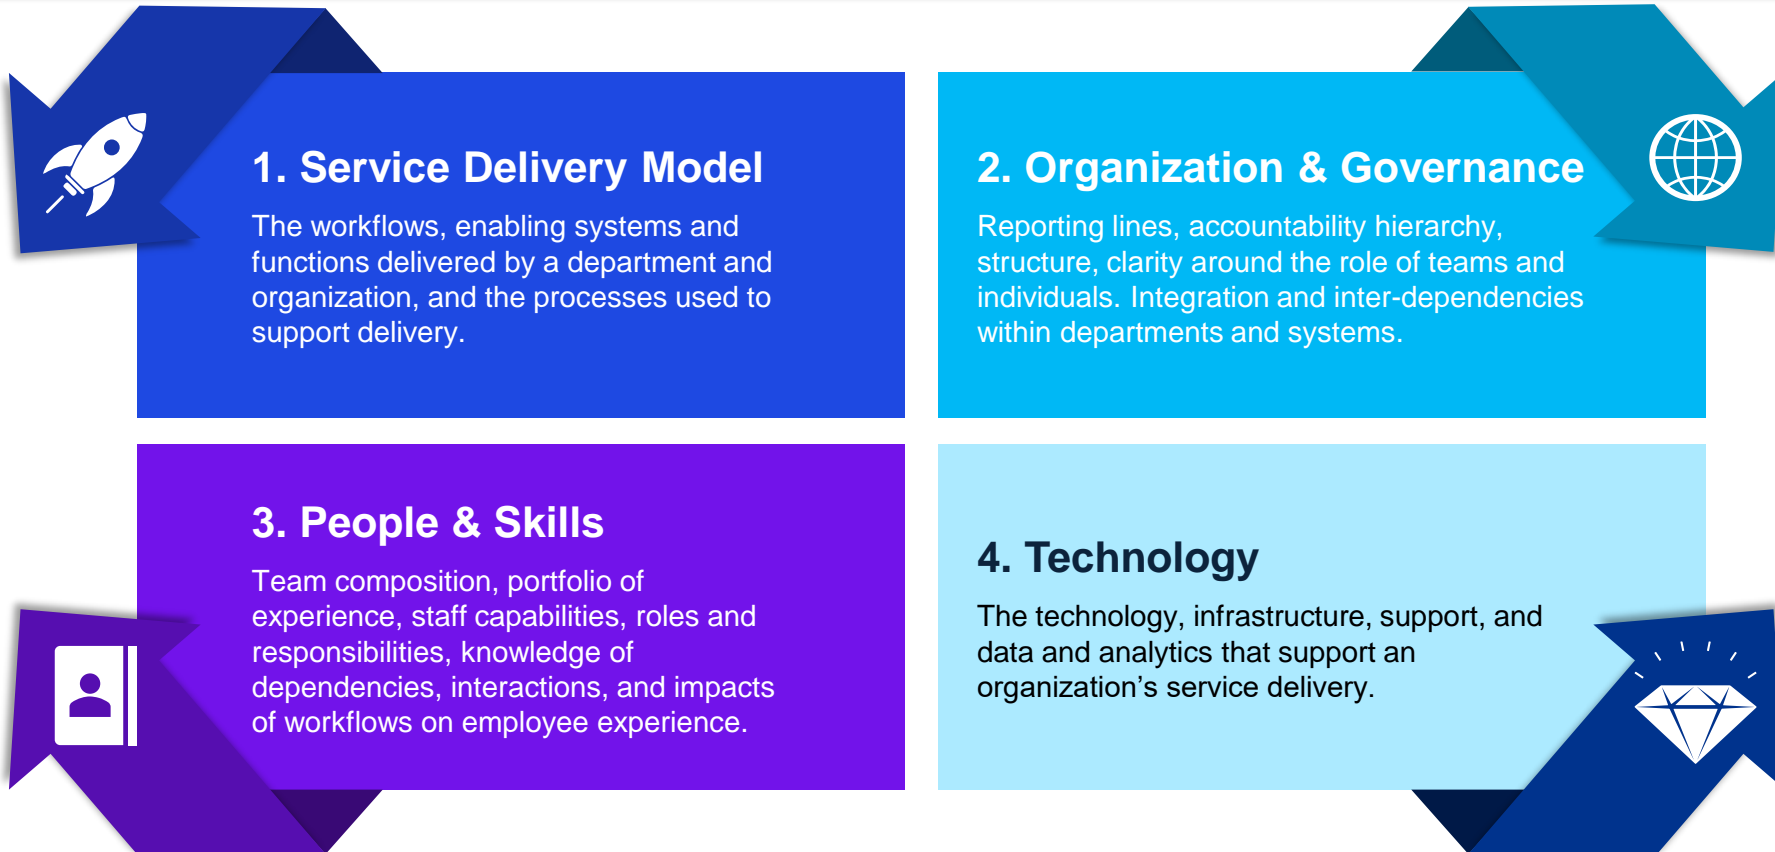 1. Service Delivery Model
The workflows, enabling systems and
functions delivered by a department and
organization, and the processes used to
support delivery.
2. Organization & Governance
Reporting lines, accountability hierarchy,
structure, clarity around the role of teams and
individuals. Integration and inter-dependencies
within departments and systems.
3. People & Skills
Team composition, portfolio of
experience, staff capabilities, roles and
responsibilities, knowledge of
dependencies, interactions, and impacts
of workflows on employee experience.
4. Technology
The technology, infrastructure, support, and
data and analytics that support an
organization’s service delivery.